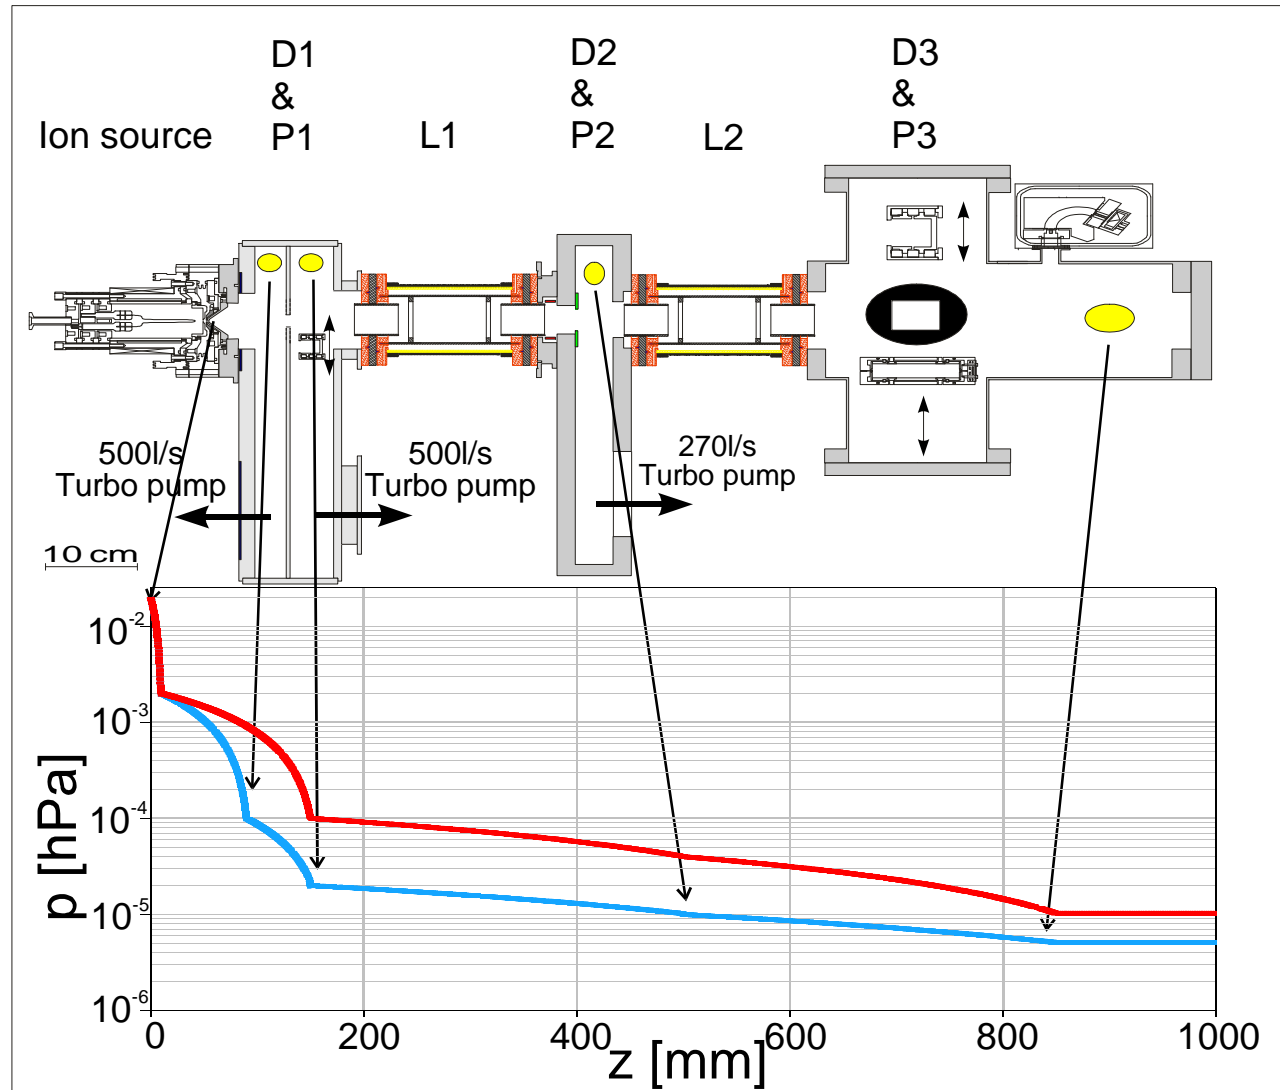 D1
&
P1
D2
&
P2
D3
&
P3
Ion source
L1
L2
500l/s
Turbo pump
500l/s
Turbo pump
270l/s
Turbo pump
10 cm
10-2
10-3
10-4
10-5
10-6
p [hPa]
0
200
400
600
800
1000
z [mm]